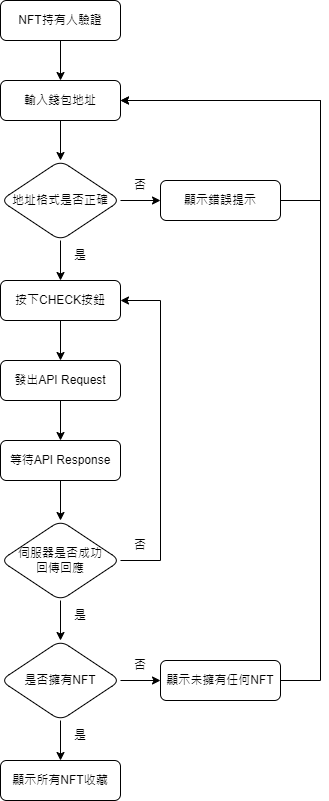 NFT持有人驗證
輸入錢包地址
地址格式是否正確
否
顯示錯誤提示
是
按下CHECK按鈕
發出API Request
等待API Response
伺服器是否成功
回傳回應
否
是
是否擁有NFT
否
顯示未擁有任何NFT
是
顯示所有NFT收藏